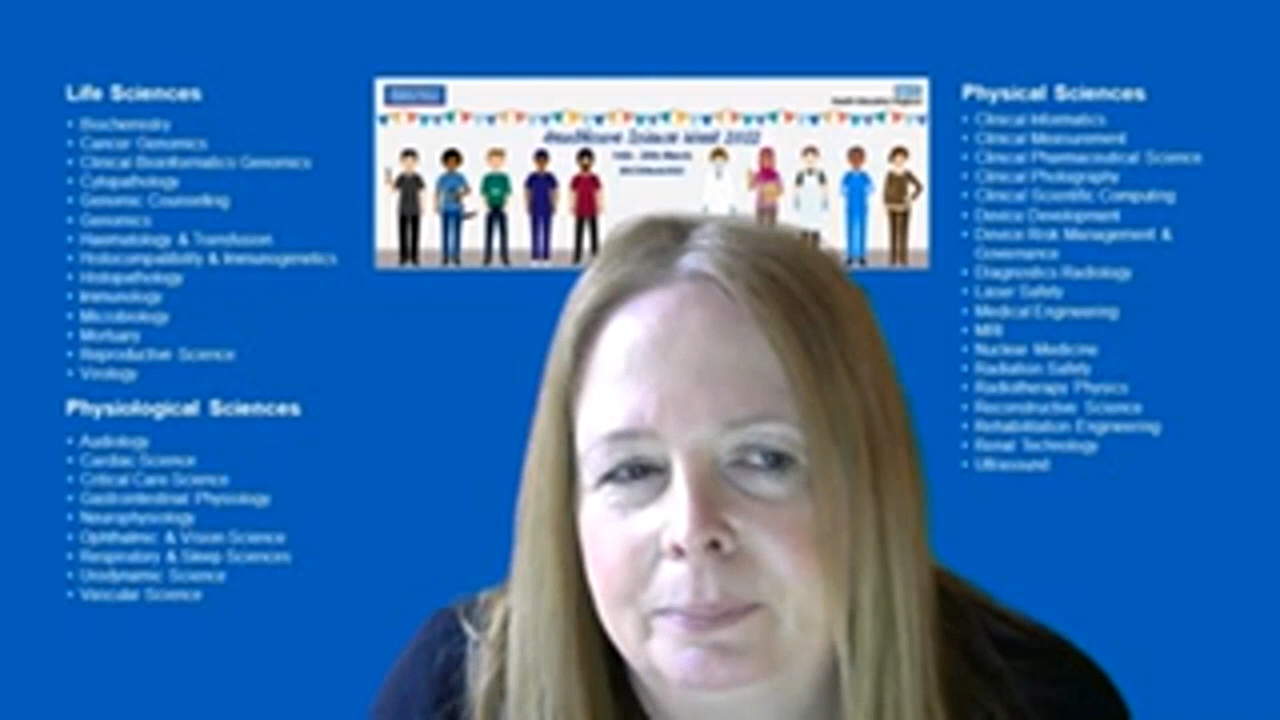 Life Sciences
• Biochemistry
• Cancer Genomics
• Clinical Bioinformatics Genomics
• Cytopathology
• Genomic Counselling
• Genomics
• Haematology & Transfusion
• Histocompatibility & Immunogenetics
• Histopathology
• Immunology
• Microbiology
• Mortuary
• Reproductive Science
• Virology
Physiological Sciences
• Audiology
• Cardiac Science
• Critical Care Science
• Gastrointestinal Physiology
• Neurophysiology
• Ophthalmic & Vision Science
• Respiratory & Sleep Sciences
• Urodynamic Science
• Vascular Science
Healthcare Science Week 2022
Physical Sciences
• Clinical Informatics
• Clinical Measurement
• Clinical Pharmaceutical Science
• Clinical Photography
• Clinical Scientific Computing
• Device Development
• Device Risk Management &
Governance
• Diagnostics Radiology
• Laser Safety
• Medical Engineering
• MRI
• Nuclear Medicine
• Radiation Safety
• Radiotherapy Physics
• Reconstructive Science
• Rehabilitation Engineering
• Renal Technology
• Ultrasound